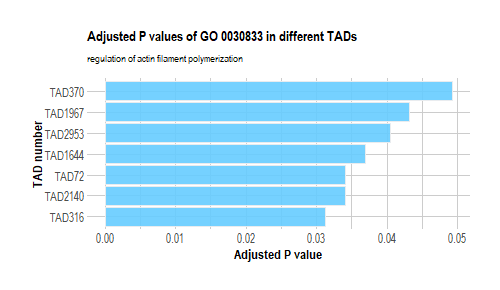 Adjusted P values of GO 0030833 in different TADs
regulation of actin filament polymerization
TAD370
TAD1967
TAD2953
TAD1644
TAD72
TAD2140
TAD316
TAD number
0.00 0.01 0.02 0.03 0.04 0.05
Adjusted P value